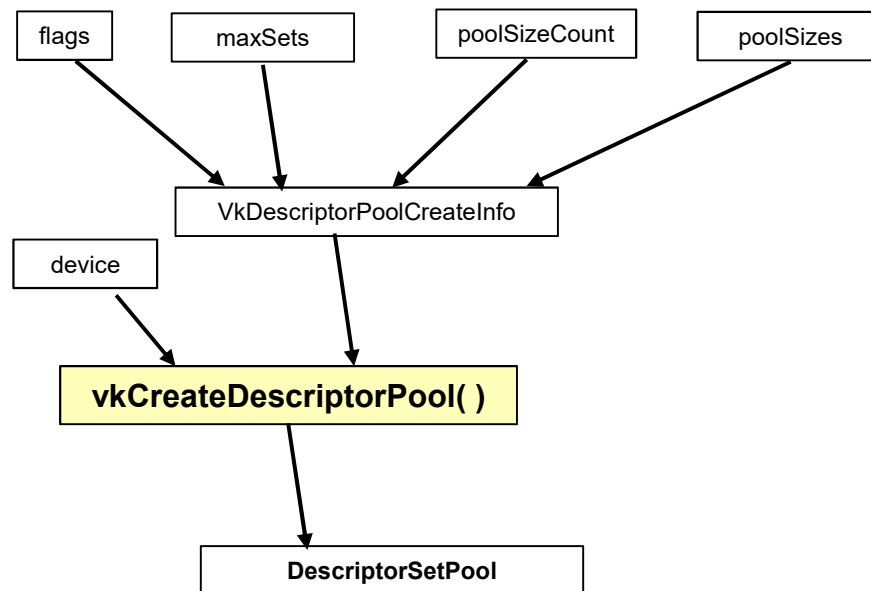 flags
maxSets
poolSizeCount
poolSizes
VkDescriptorPoolCreateInfo
device
vkCreateDescriptorPool( )
DescriptorSetPool